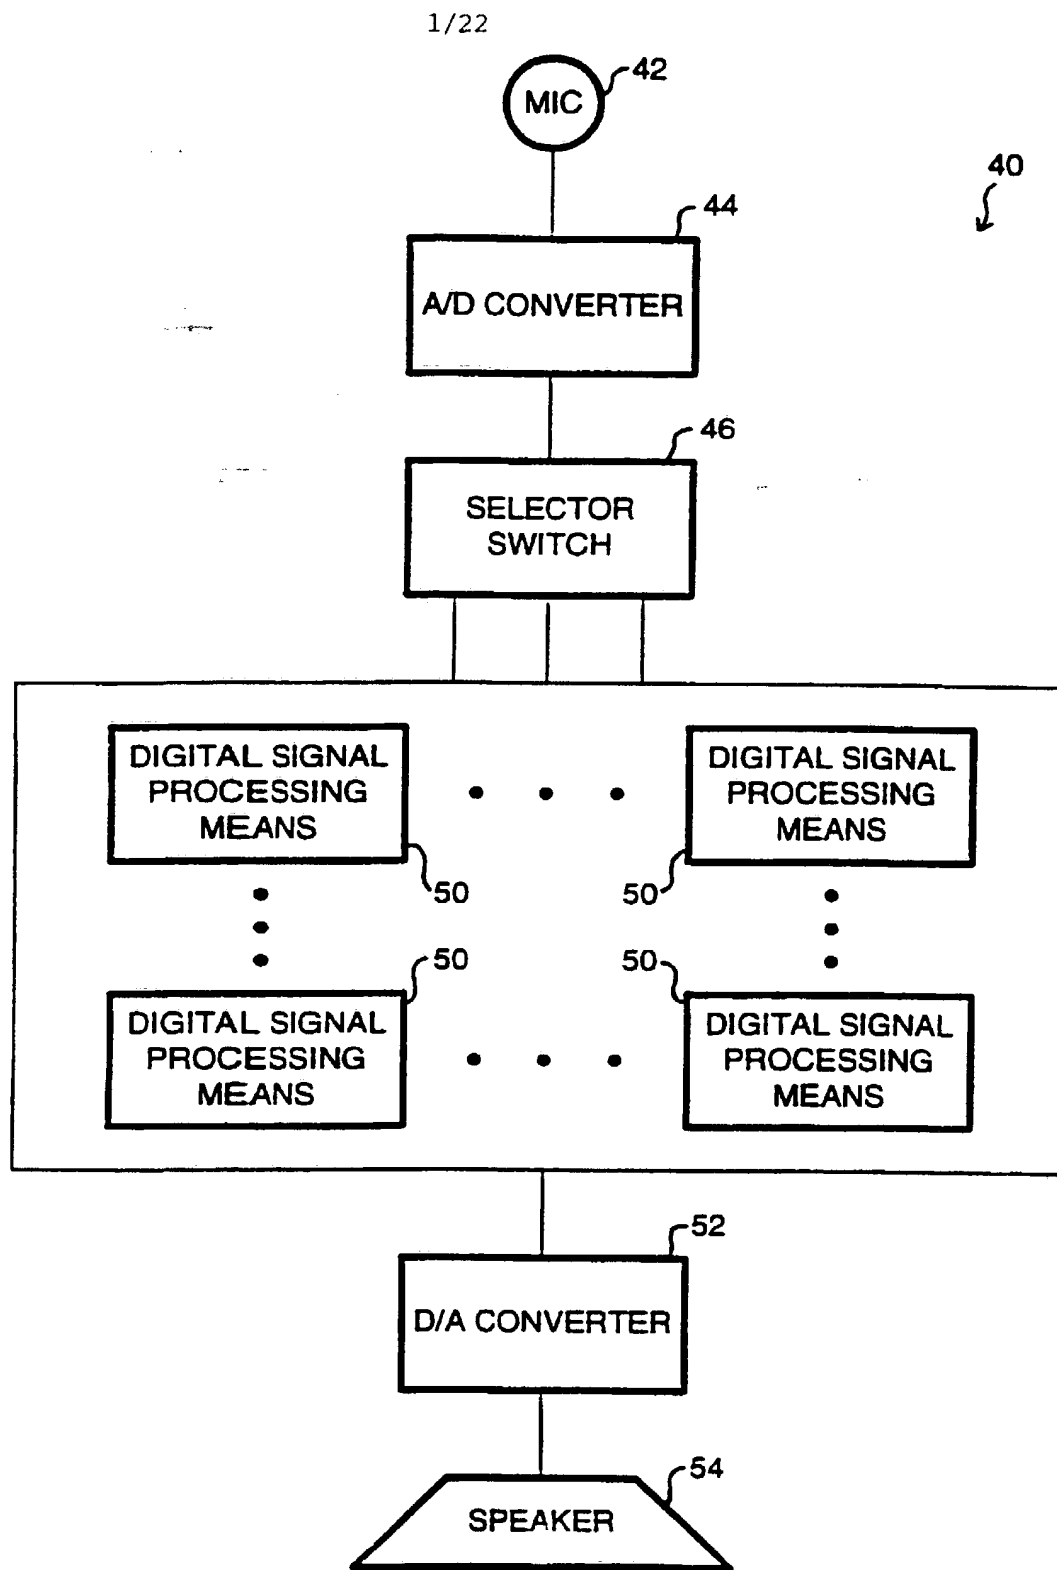 1/22
MIC
42
40
44
A/D CONVERTER
46
SELECTOR
SWITCH
DIGITAL SIGNAL
PROCESSING
MEANS
DIGITAL SIGNAL
PROCESSING
MEANS
50
50
50
50
DIGITAL SIGNAL
PROCESSING
MEANS
DIGITAL SIGNAL
PROCESSING
MEANS
52
D/A CONVERTER
54
SPEAKER